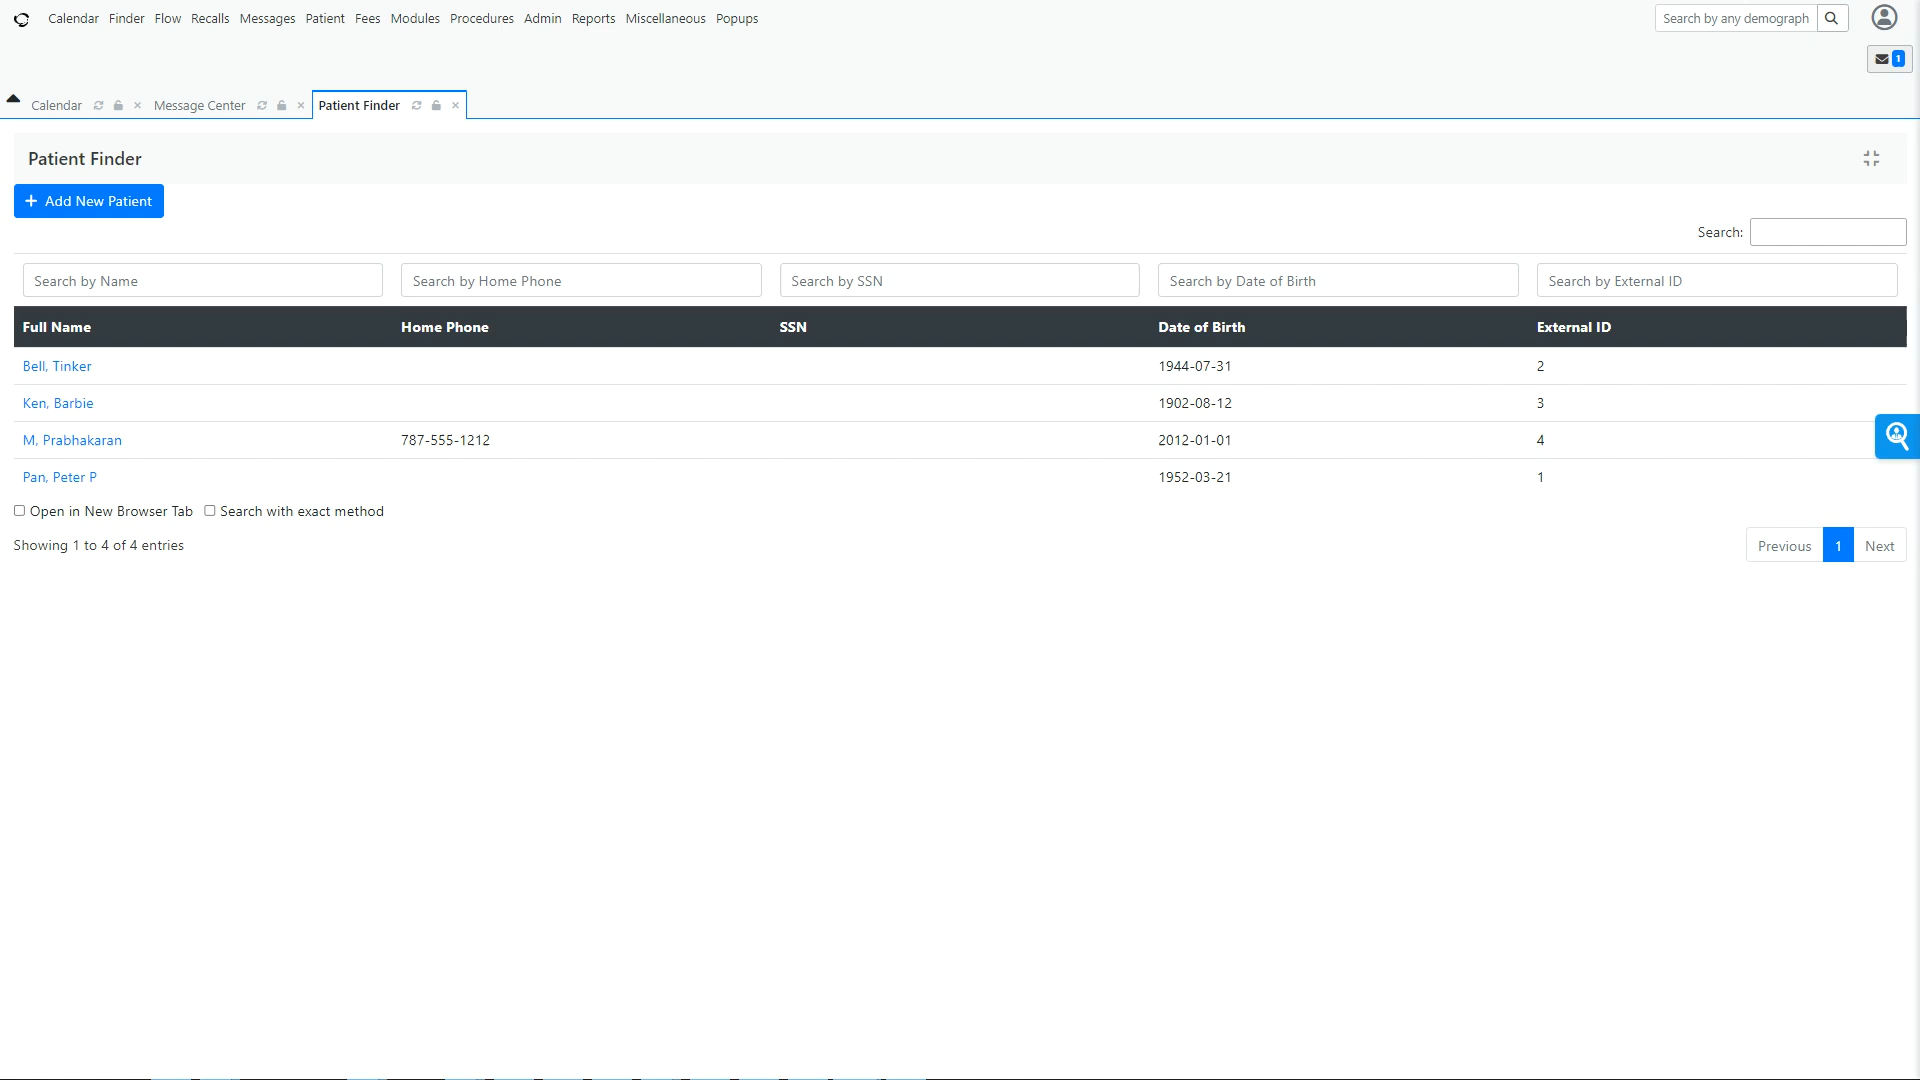 Calendar Finder Flow Recalls Messages Patient Fees Modules Procedures Admin Reports Miscellaneous Popups Search by any demograph
1
Calendar Message Center Patient Finder
Patient Finder
+ Add New Patient
Search:
Search by Name Search by Home Phone Search by SSN Search by Date of Birth Search by External ID
Full Name Home Phone SSN Date of Birth External ID
Bell, Tinker 1944-07-31 2
Ken, Barbie 1902-08-12 3
M, Prabhakaran 787-555-1212 2012-01-01 4
Pan, Peter P 1952-03-21 1
Open in New Browser Tab Search with exact method
Showing 1 to 4 of 4 entries Previous 1 Next